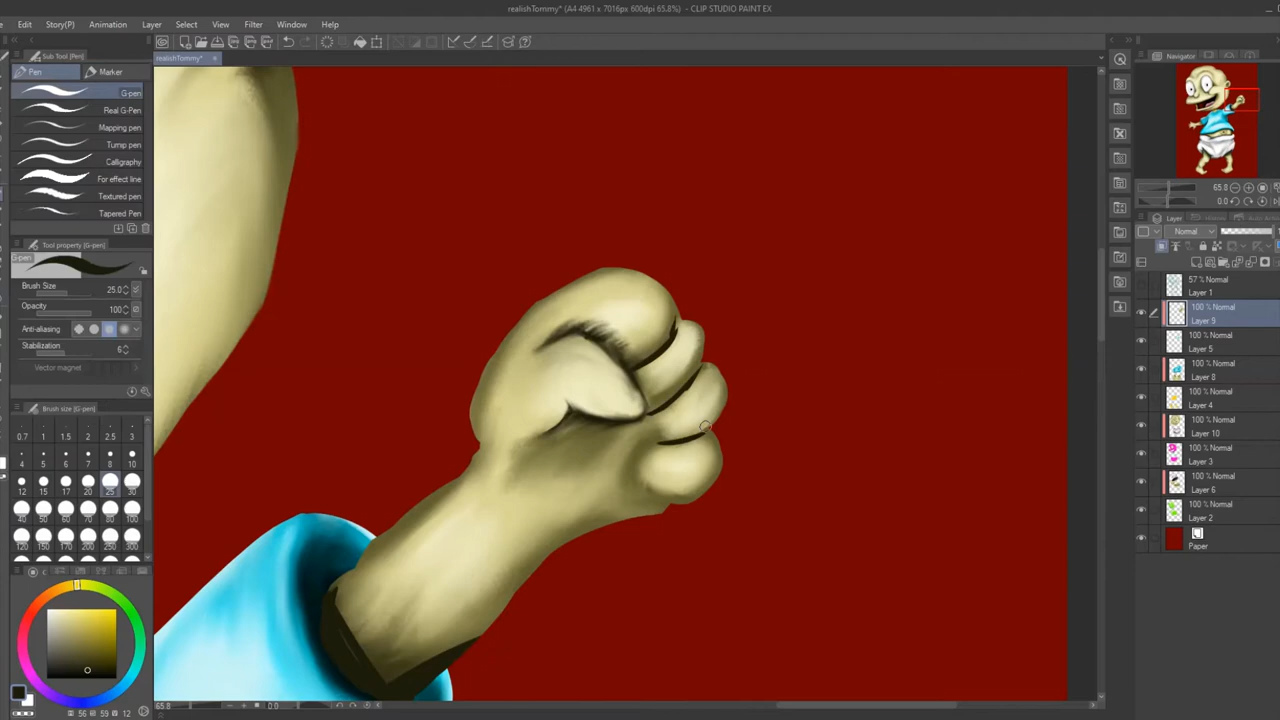 realishTommy* (A4 4961 x 7016px 600dpi 65.8%) - CLIP STUDIO PAINT EX
Edit Story(P) Animation Layer Select View Filter Window Help
realishTommy*
Sub Tool [Pen]
Pen Marker
G-pen
Real G-Pen
Mapping pen
Turnip pen
Calligraphy
For effect line
Textured pen
Tapered Pen
Tool property [G-pen]
G-pen
Brush Size 25.0
Opacity 100
Anti-aliasing
Stabilization 6
Vector magnet
Brush size [G-pen]
0.7 1 1.5 2 2.5 3
4 5 6 7 8 10
12 15 17 20 25 30
40 50 60 70 80 100
120 150 170 200 250 300
56 59 12
65.8 0.0
Navigator
65.8
0.0
Layer
Normal
57 % Normal
Layer 1
100 % Normal
Layer 9
100 % Normal
Layer 5
100 % Normal
Layer 8
100 % Normal
Layer 4
100 % Normal
Layer 10
100 % Normal
Layer 3
100 % Normal
Layer 6
100 % Normal
Layer 2
Paper